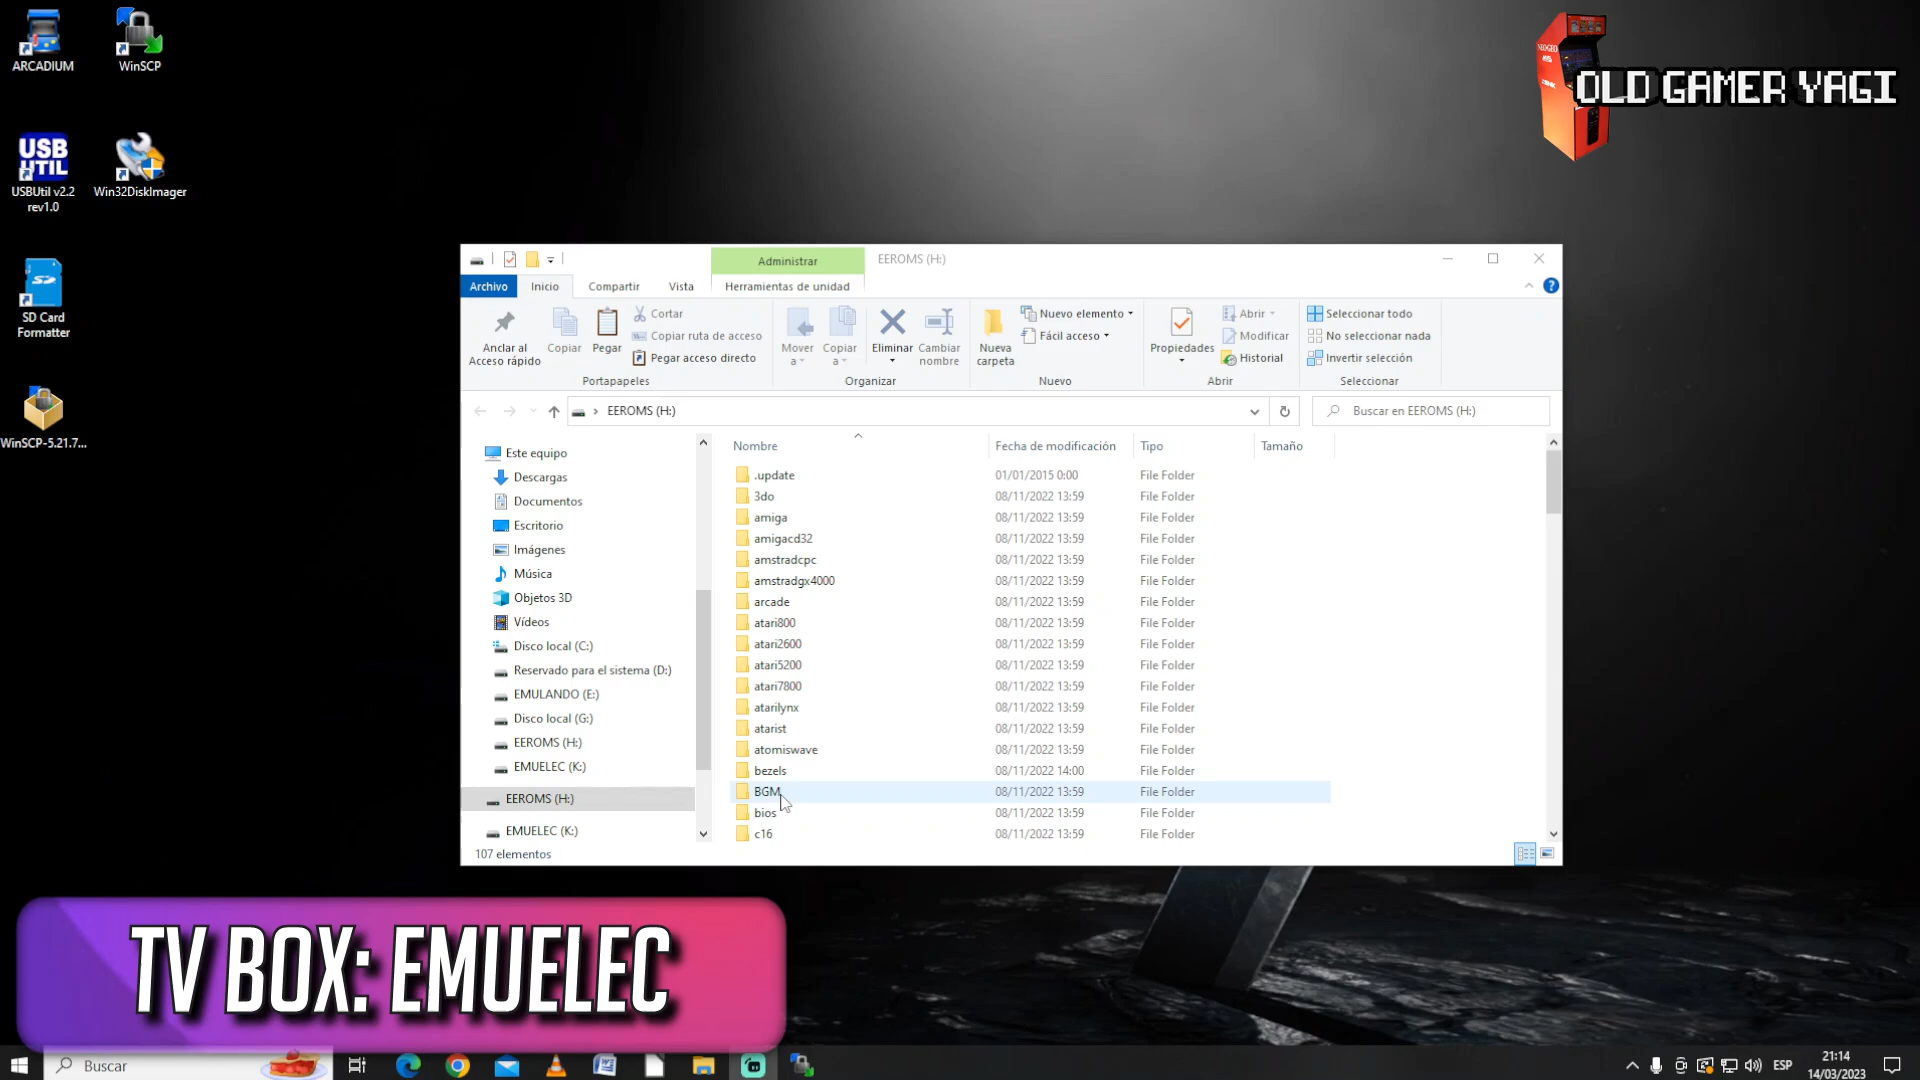 ARCADIUM
WinSCP
USB
UTIL
USBUtil v2.2
rev1.0
Win32DiskImager
SD Card
Formatter
WinSCP-5.21.7...
OLD GAMER YAGI
Administrar
EEROMS (H:)
Archivo
Inicio
Compartir
Vista
Herramientas de unidad
Anclar al
Acceso rápido
Copiar
Pegar
Cortar
Copiar ruta de acceso
Pegar acceso directo
Portapapeles
Mover
a
Copiar
a
Eliminar
Cambiar
nombre
Organizar
Nueva
carpeta
Nuevo elemento
Fácil acceso
Nuevo
Propiedades
Abrir
Modificar
Historial
Abrir
Seleccionar todo
No seleccionar nada
Invertir selección
Seleccionar
EEROMS (H:)
Buscar en EEROMS (H:)
Este equipo
Descargas
Documentos
Escritorio
Imágenes
Música
Objetos 3D
Vídeos
Disco local (C:)
Reservado para el sistema (D:)
EMULANDO (E:)
Disco local (G:)
EEROMS (H:)
EMUELEC (K:)
EEROMS (H:)
EMUELEC (K:)
Nombre Fecha de modificación Tipo Tamaño
.update 01/01/2015 0:00 File Folder
3do 08/11/2022 13:59 File Folder
amiga 08/11/2022 13:59 File Folder
amigacd32 08/11/2022 13:59 File Folder
amstradcpc 08/11/2022 13:59 File Folder
amstradgx4000 08/11/2022 13:59 File Folder
arcade 08/11/2022 13:59 File Folder
atari800 08/11/2022 13:59 File Folder
atari2600 08/11/2022 13:59 File Folder
atari5200 08/11/2022 13:59 File Folder
atari7800 08/11/2022 13:59 File Folder
atarilynx 08/11/2022 13:59 File Folder
atarist 08/11/2022 13:59 File Folder
atomiswave 08/11/2022 13:59 File Folder
bezels 08/11/2022 14:00 File Folder
BGM 08/11/2022 13:59 File Folder
bios 08/11/2022 13:59 File Folder
c16 08/11/2022 13:59 File Folder
107 elementos
TV BOX: EMUELEC
Buscar
ESP
21:14
14/03/2023